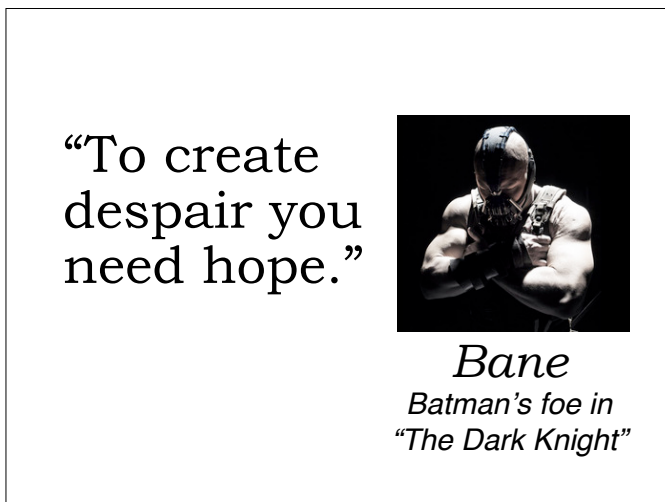 “To create
despair you
need hope.”
Bane
Batman’s foe in
“The Dark Knight”